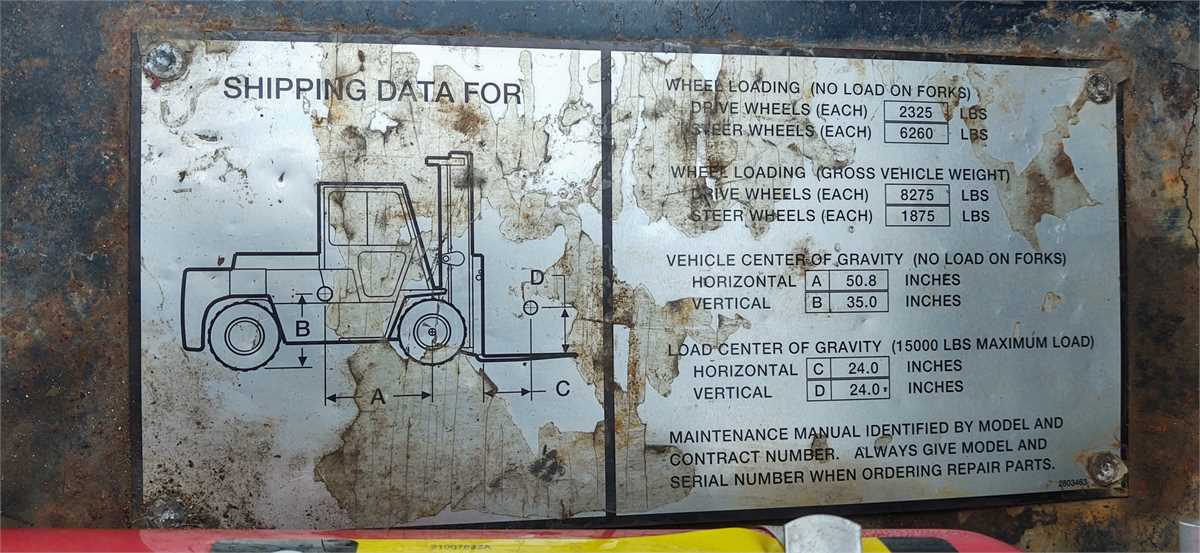 SHIPPING DATA FOR
B
A
D
C
WHEEL LOADING (NO LOAD ON FORKS)
DRIVE WHEELS (EACH) 2325 LBS
STEER WHEELS (EACH) 6260 LBS
WHEEL LOADING (GROSS VEHICLE WEIGHT)
DRIVE WHEELS (EACH) 8275 LBS
STEER WHEELS (EACH) 1875 LBS
VEHICLE CENTER OF GRAVITY (NO LOAD ON FORKS)
HORIZONTAL A 50.8 INCHES
VERTICAL B 35.0 INCHES
LOAD CENTER OF GRAVITY (15000 LBS MAXIMUM LOAD)
HORIZONTAL C 24.0 INCHES
VERTICAL D 24.0 INCHES
MAINTENANCE MANUAL IDENTIFIED BY MODEL AND
CONTRACT NUMBER. ALWAYS GIVE MODEL AND
SERIAL NUMBER WHEN ORDERING REPAIR PARTS.
2803463